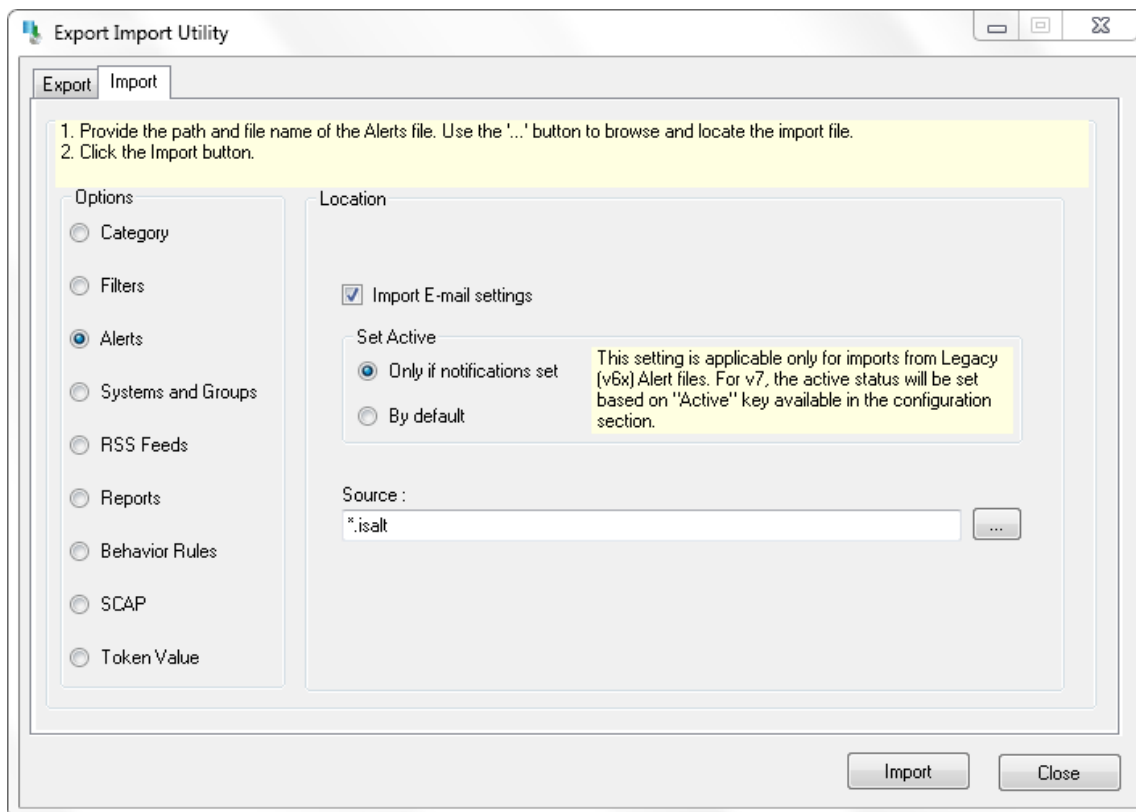 Export Import Utility
Export
Import
1. Provide the path and file name of the Alerts file. Use the '...' button to browse and locate the import file.
2. Click the Import button.
Options
Category
Filters
Alerts
Systems and Groups
RSS Feeds
Reports
Behavior Rules
SCAP
Token Value
Location
Import E-mail settings
Set Active
Only if notifications set
By default
This setting is applicable only for imports from Legacy
(v6x) Alert files. For v7, the active status will be set
based on "Active" key available in the configuration
section.
Source :
*.isalt
...
Import
Close